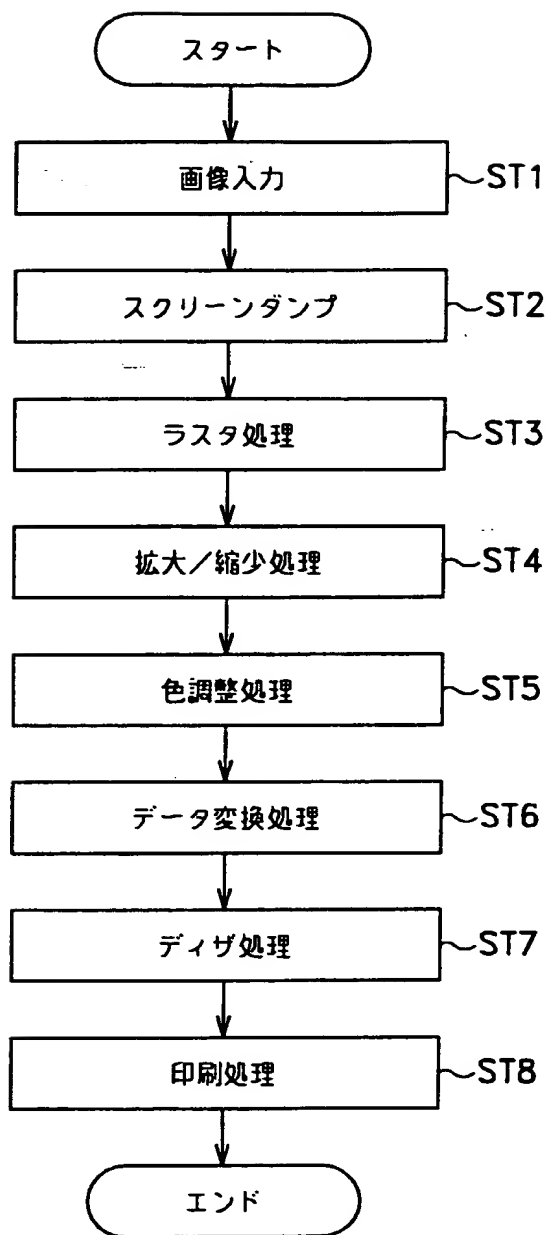 スタート
画像入力 ST1
スクリーンダンプ ST2
ラスタ処理 ST3
拡大／縮少処理 ST4
色調整処理 ST5
データ変換処理 ST6
ディザ処理 ST7
印刷処理 ST8
エンド